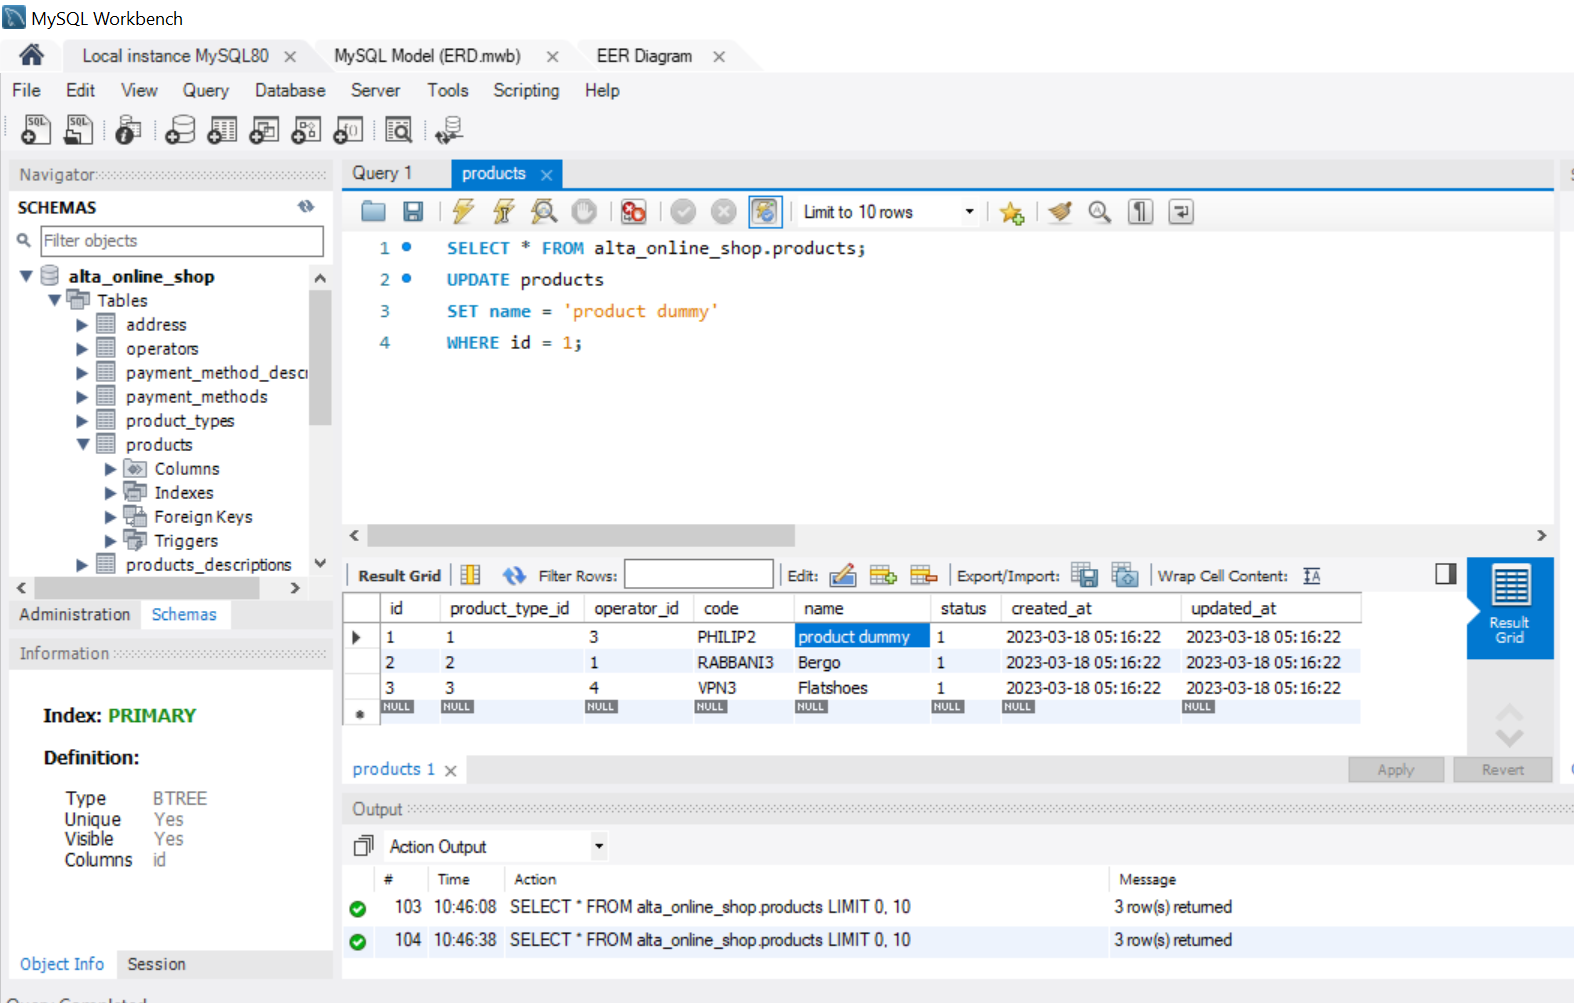 MySQL Workbench
Local instance MySQL80
MySQL Model (ERD.mwb)
EER Diagram
File Edit View Query Database Server Tools Scripting Help
Navigator
SCHEMAS
Filter objects
alta_online_shop
Tables
address
operators
payment_method_descr
payment_methods
product_types
products
Columns
Indexes
Foreign Keys
Triggers
products_descriptions
Administration Schemas
Information
Index: PRIMARY
Definition:
Type BTREE
Unique Yes
Visible Yes
Columns id
Object Info Session
Query Completed
Query 1 products
Limit to 10 rows
1 SELECT * FROM alta_online_shop.products;
2 UPDATE products
3 SET name = 'product dummy'
4 WHERE id = 1;
Result Grid Filter Rows: Edit: Export/Import: Wrap Cell Content: IA
id product_type_id operator_id code name status created_at updated_at
1 1 3 PHILIP2 product dummy 1 2023-03-18 05:16:22 2023-03-18 05:16:22
2 2 1 RABBANI3 Bergo 1 2023-03-18 05:16:22 2023-03-18 05:16:22
3 3 4 VPN3 Flatshoes 1 2023-03-18 05:16:22 2023-03-18 05:16:22
NULL NULL NULL NULL NULL NULL NULL NULL
Result
Grid
products 1
Apply Revert
Output
Action Output
# Time Action Message
103 10:46:08 SELECT * FROM alta_online_shop.products LIMIT 0, 10 3 row(s) returned
104 10:46:38 SELECT * FROM alta_online_shop.products LIMIT 0, 10 3 row(s) returned